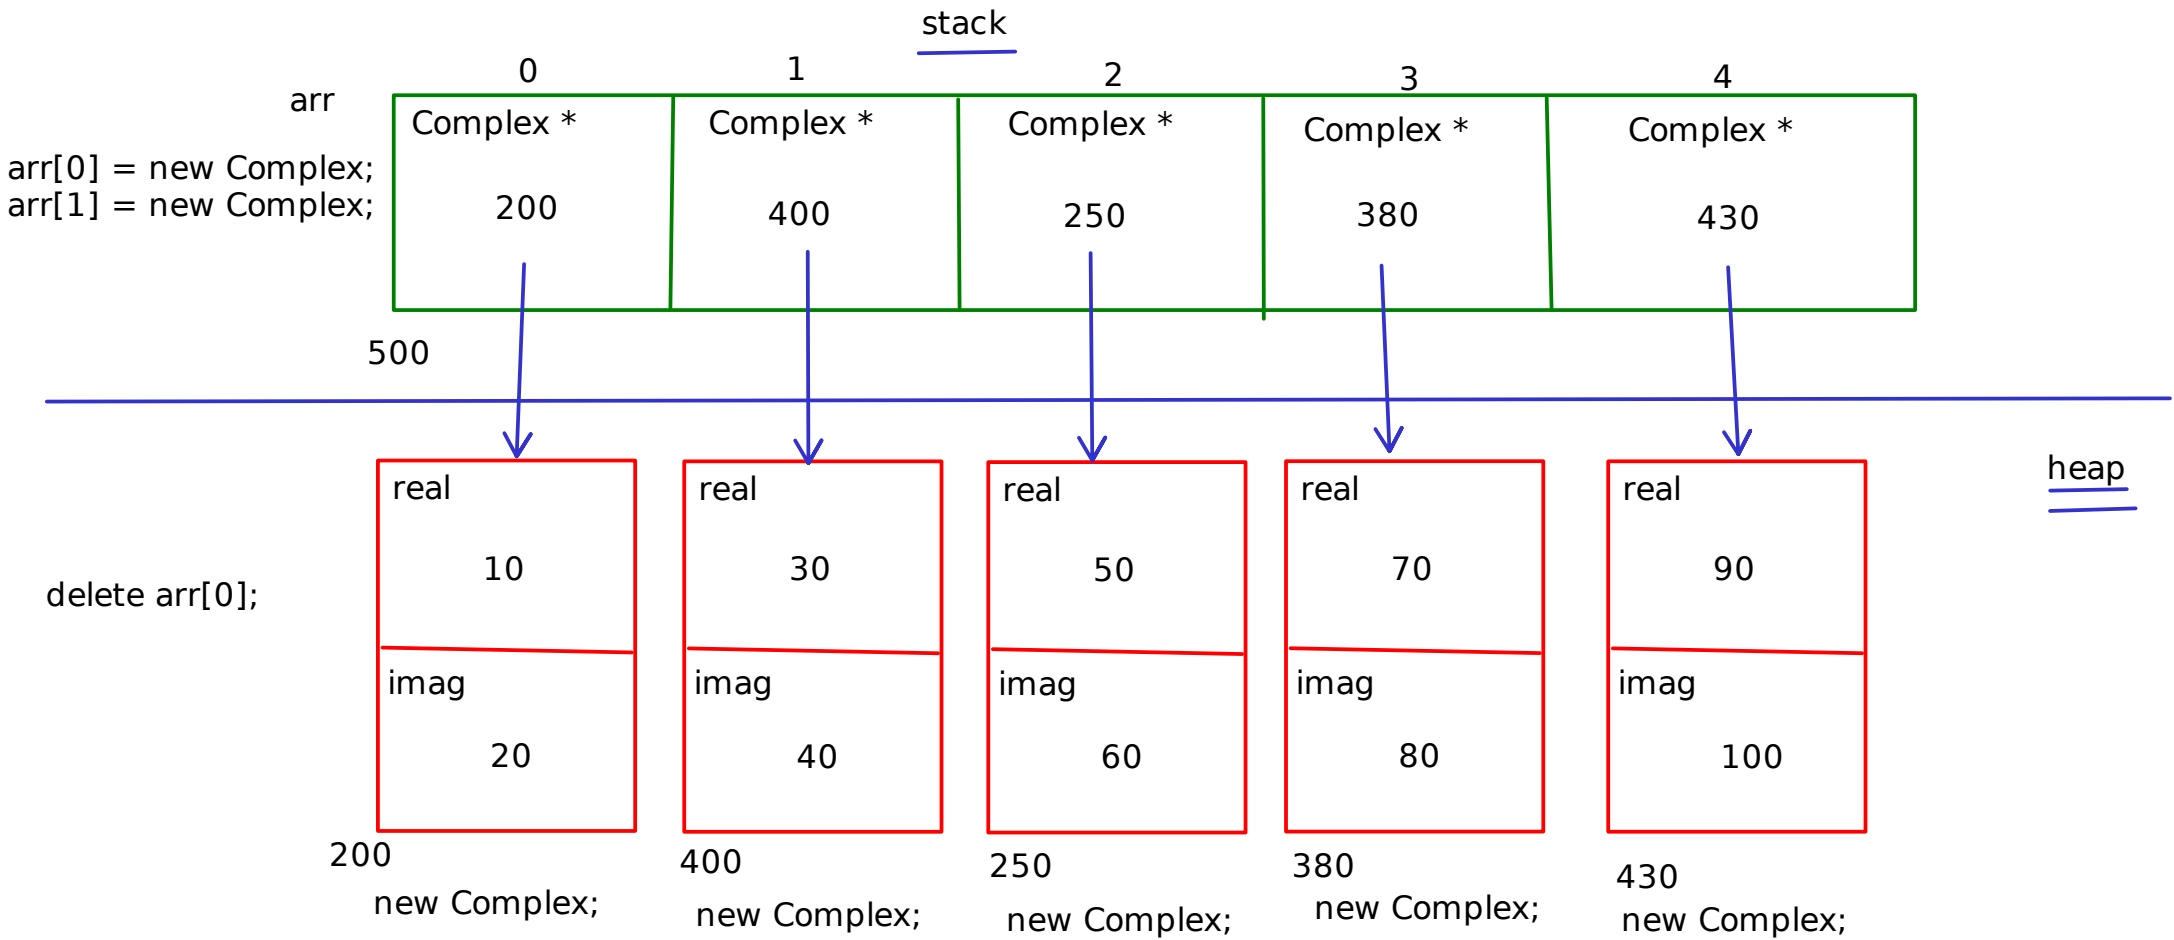 stack
0 1 2 3 4
arr
Complex * Complex * Complex * Complex * Complex *
arr[0] = new Complex;
arr[1] = new Complex;
200 400 250 380 430
500
heap
real real real real real
10 30 50 70 90
delete arr[0];
imag imag imag imag imag
20 40 60 80 100
200 400 250 380 430
new Complex; new Complex; new Complex; new Complex; new Complex;